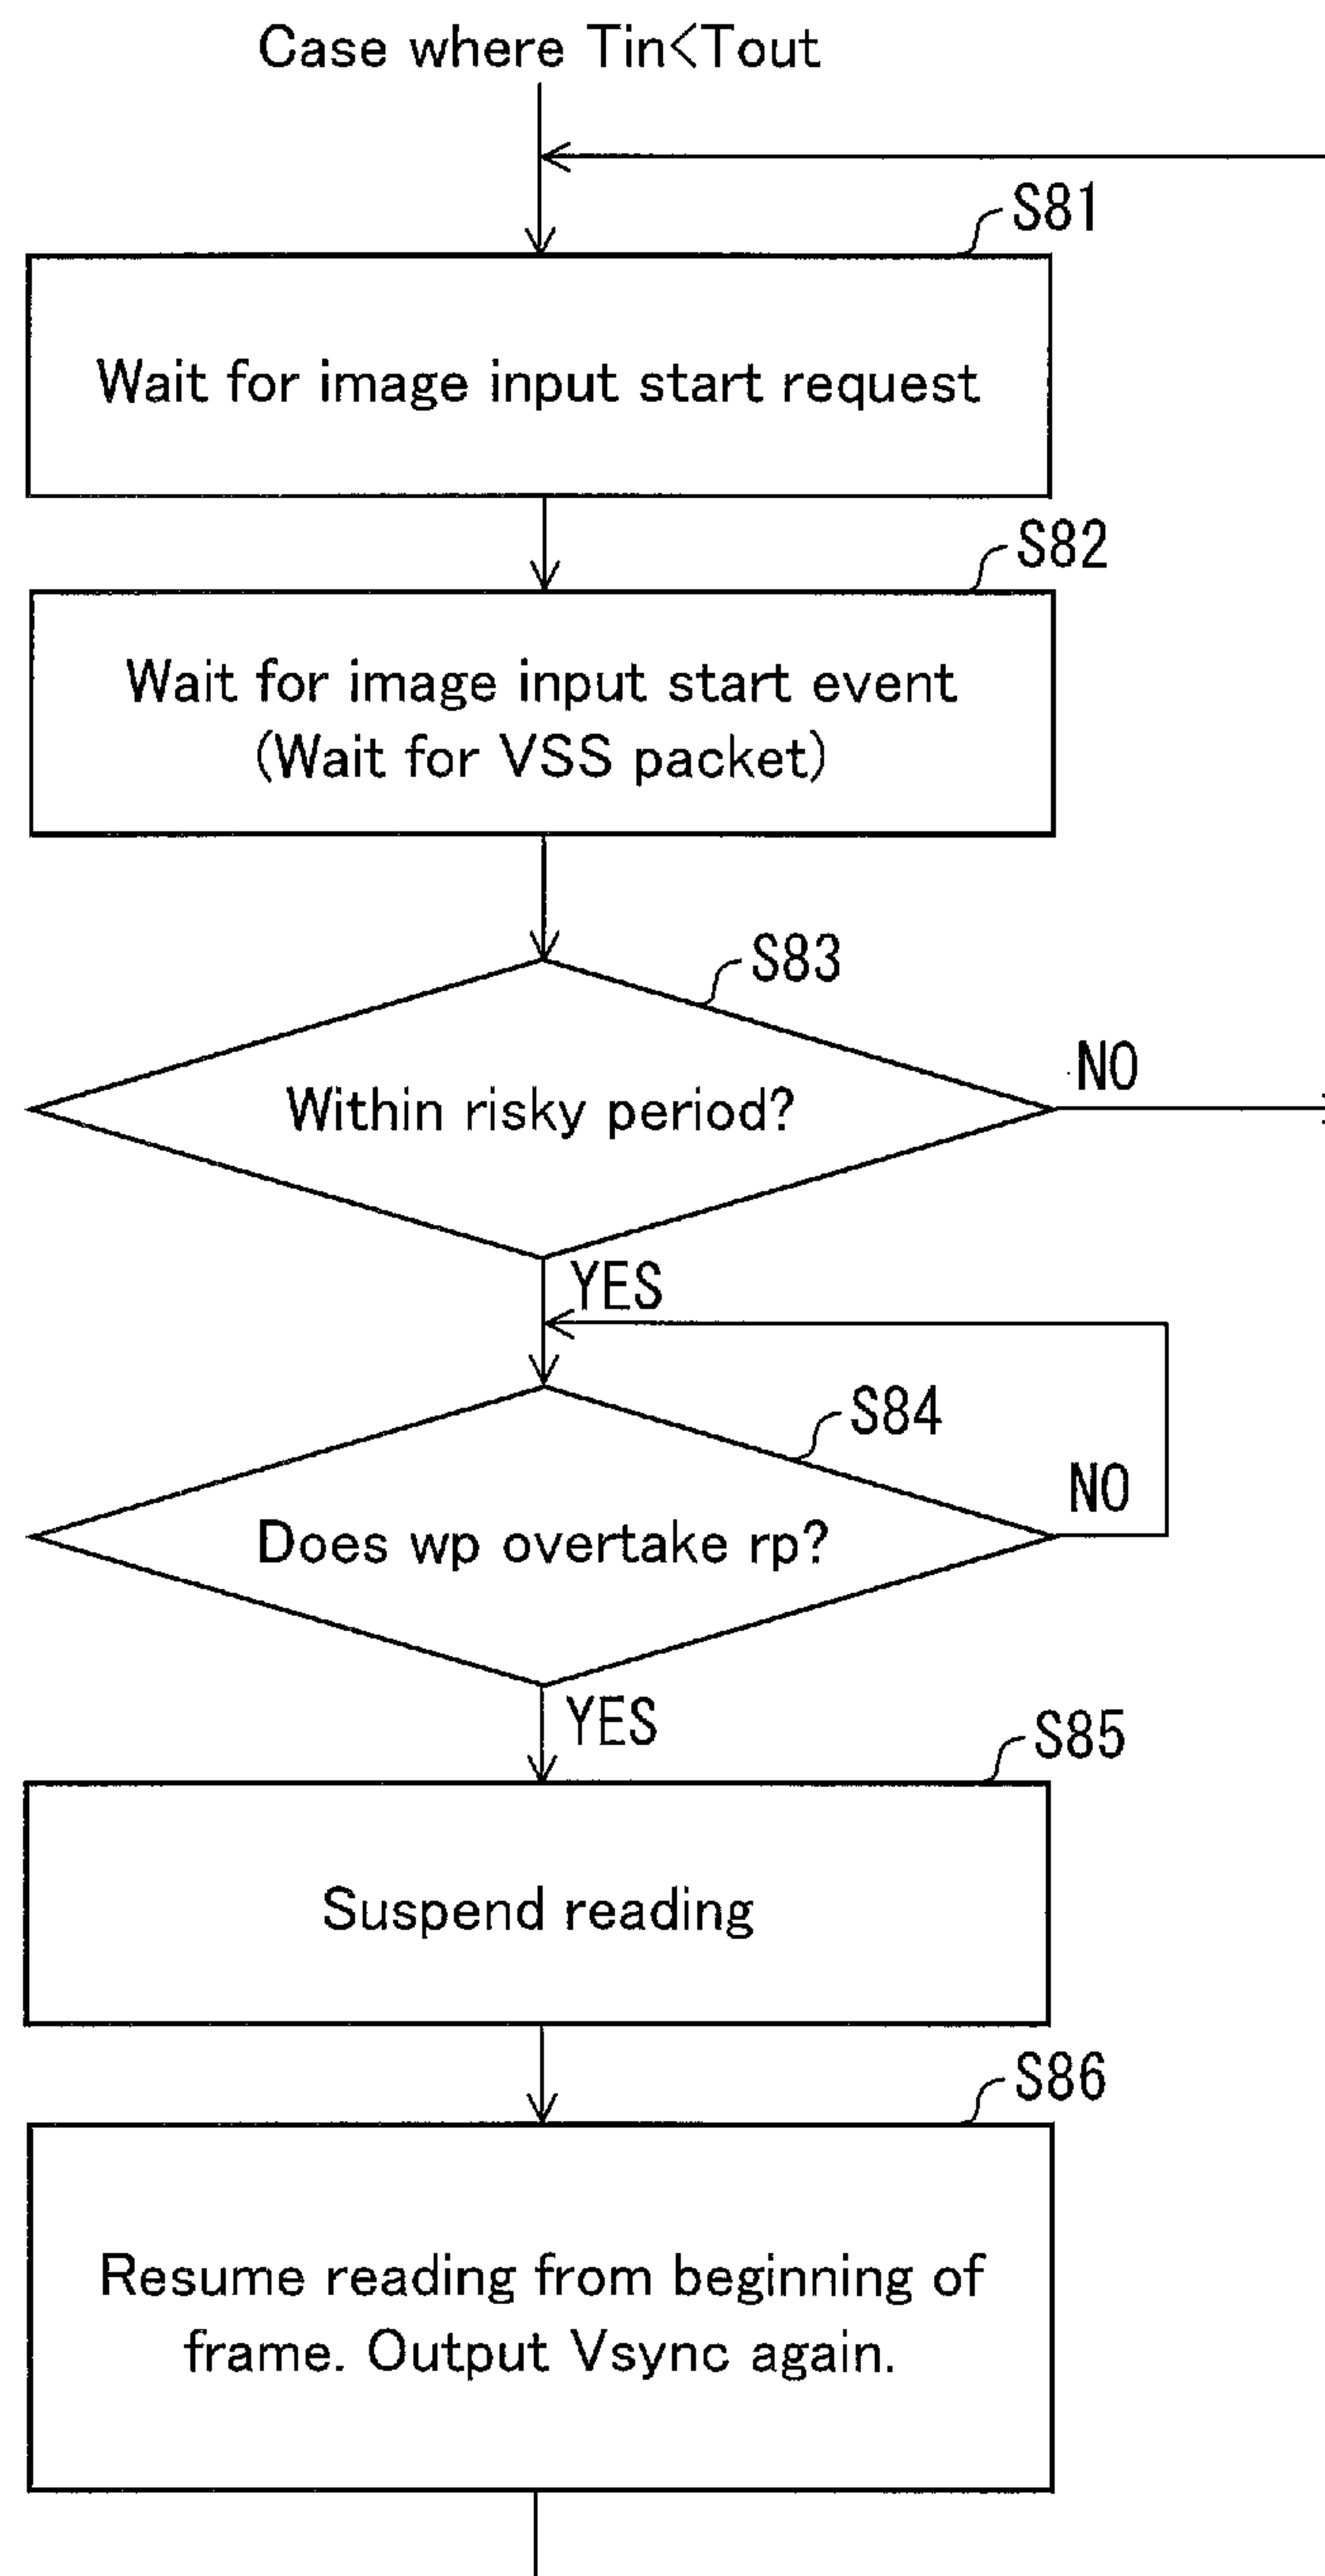 Case where Tin<Tout
S81
Wait for image input start request
S82
Wait for image input start event
(Wait for VSS packet)
S83
Within risky period?
NO
YES
S84
Does wp overtake rp?
NO
YES
S85
Suspend reading
S86
Resume reading from beginning of
frame. Output Vsync again.